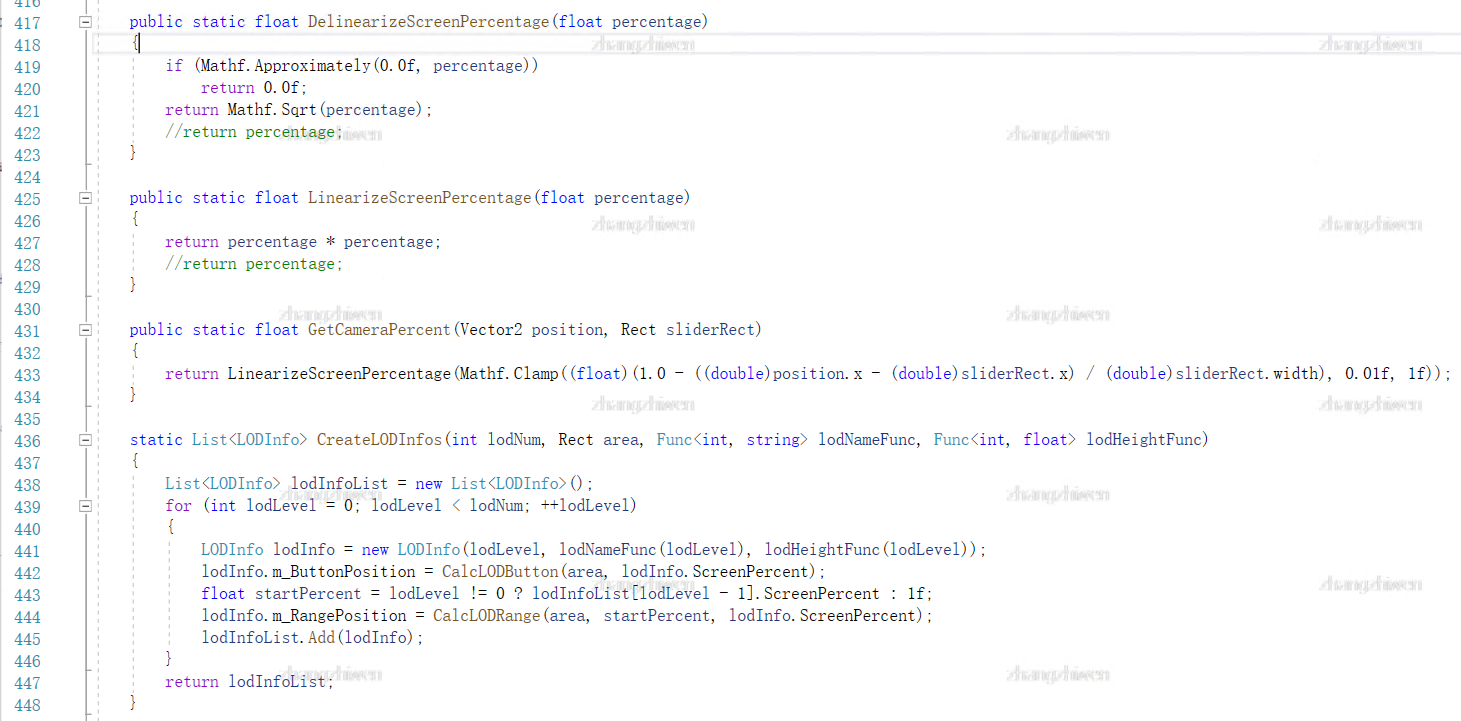 416
417 public static float DelinearizeScreenPercentage(float percentage)
418 {
419 if (Mathf.Approximately(0.0f, percentage))
420 return 0.0f;
421 return Mathf.Sqrt(percentage);
422 //return percentage;
423 }
424
425 public static float LinearizeScreenPercentage(float percentage)
426 {
427 return percentage * percentage;
428 //return percentage;
429 }
430
431 public static float GetCameraPercent(Vector2 position, Rect sliderRect)
432 {
433 return LinearizeScreenPercentage(Mathf.Clamp((float)(1.0 - ((double)position.x - (double)sliderRect.x) / (double)sliderRect.width), 0.01f, 1f));
434 }
435
436 static List<LODInfo> CreateLODInfos(int lodNum, Rect area, Func<int, string> lodNameFunc, Func<int, float> lodHeightFunc)
437 {
438 List<LODInfo> lodInfoList = new List<LODInfo>();
439 for (int lodLevel = 0; lodLevel < lodNum; ++lodLevel)
440 {
441 LODInfo lodInfo = new LODInfo(lodLevel, lodNameFunc(lodLevel), lodHeightFunc(lodLevel));
442 lodInfo.m_ButtonPosition = CalcLODButton(area, lodInfo.ScreenPercent);
443 float startPercent = lodLevel != 0 ? lodInfoList[lodLevel - 1].ScreenPercent : 1f;
444 lodInfo.m_RangePosition = CalcLODRange(area, startPercent, lodInfo.ScreenPercent);
445 lodInfoList.Add(lodInfo);
446 }
447 return lodInfoList;
448 }